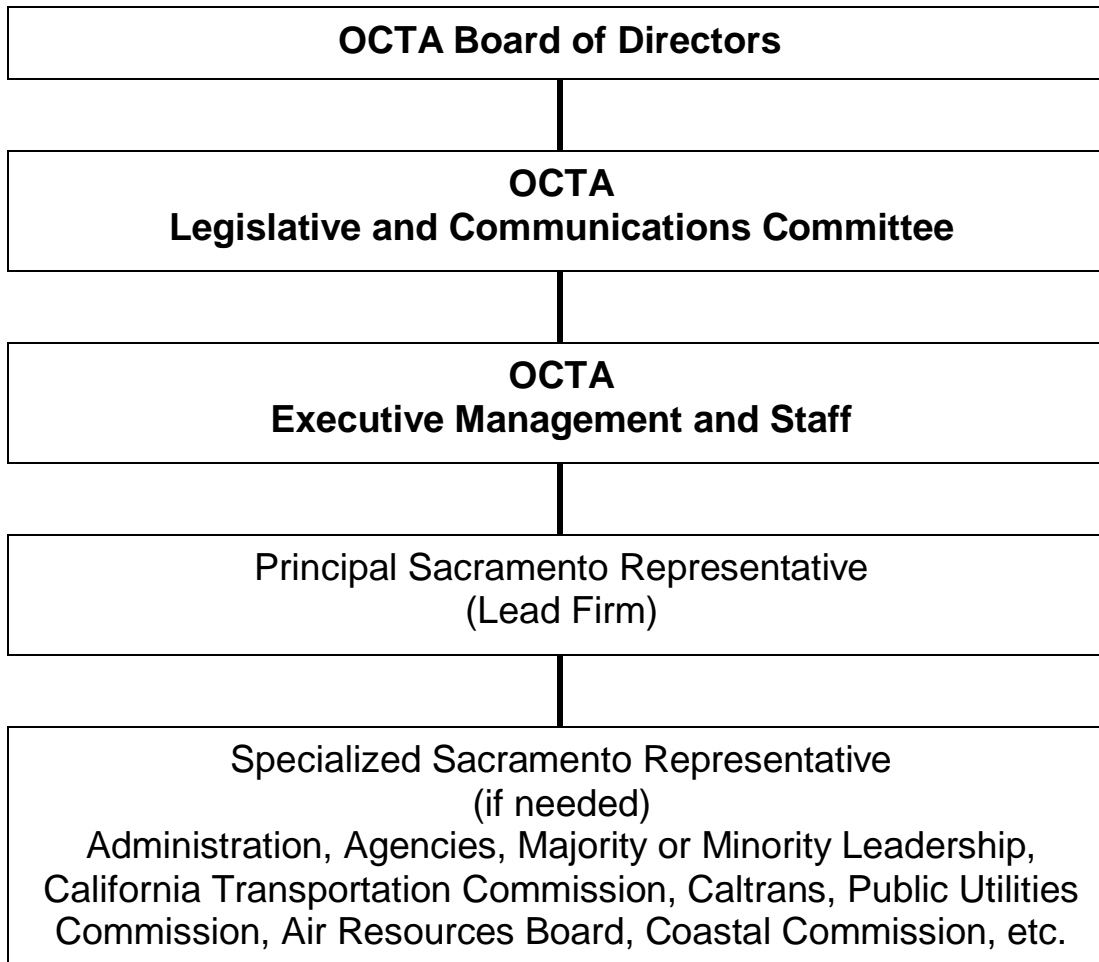 OCTA Board of Directors
OCTA
Legislative and Communications Committee
OCTA
Executive Management and Staff
Principal Sacramento Representative
(Lead Firm)
Specialized Sacramento Representative
(if needed)
Administration, Agencies, Majority or Minority Leadership,
California Transportation Commission, Caltrans, Public Utilities
Commission, Air Resources Board, Coastal Commission, etc.